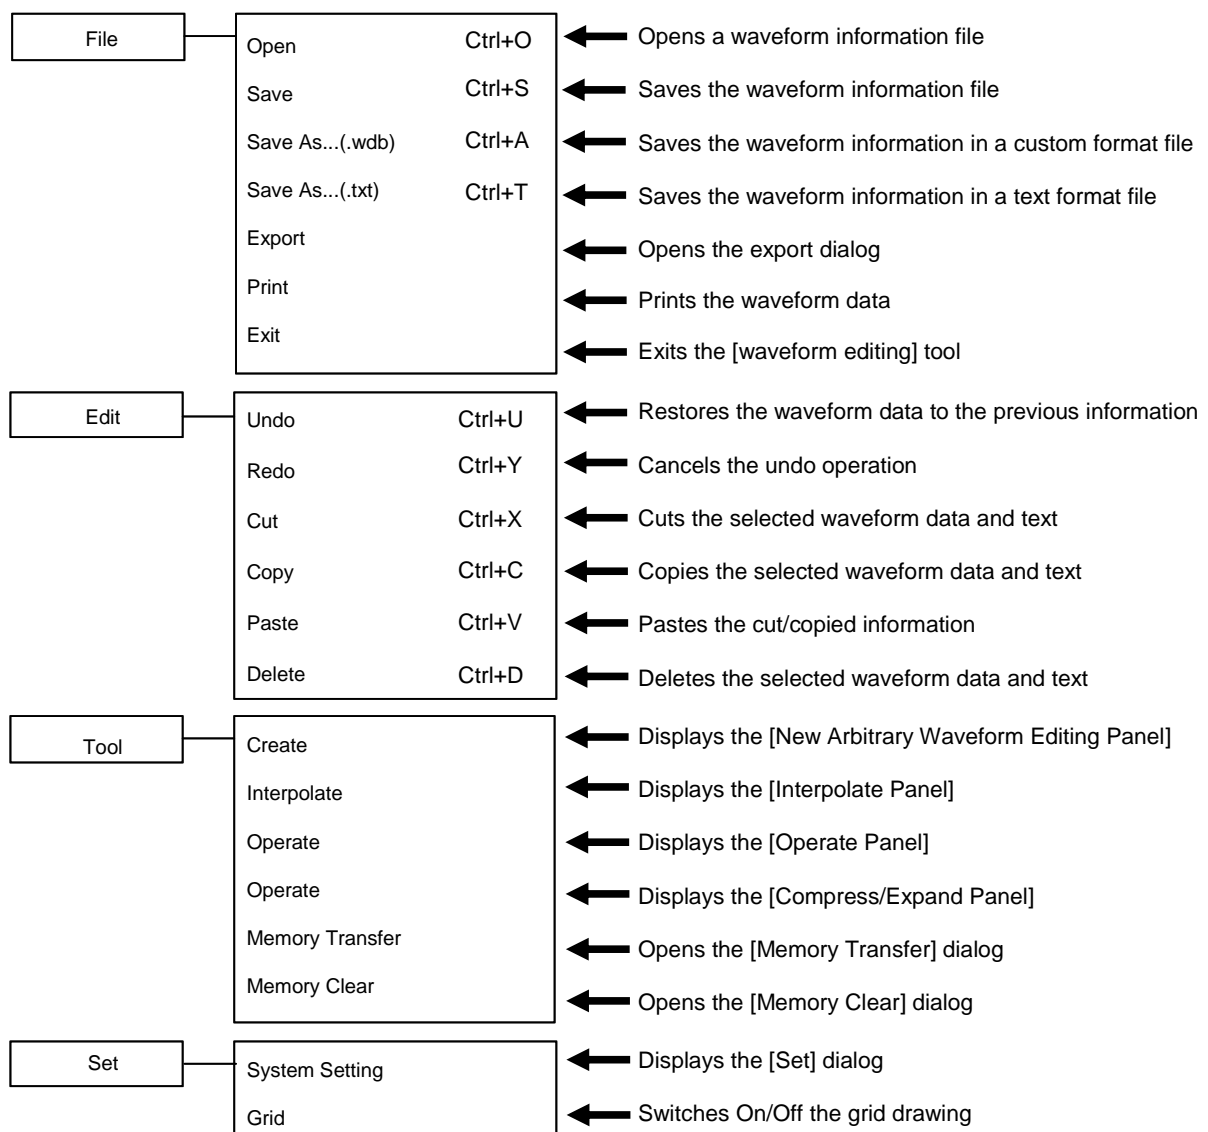 File
Open Ctrl+O Opens a waveform information file
Save Ctrl+S Saves the waveform information file
Save As...(.wdb) Ctrl+A Saves the waveform information in a custom format file
Save As...(.txt) Ctrl+T Saves the waveform information in a text format file
Export Opens the export dialog
Print Prints the waveform data
Exit Exits the [waveform editing] tool
Edit
Undo Ctrl+U Restores the waveform data to the previous information
Redo Ctrl+Y Cancels the undo operation
Cut Ctrl+X Cuts the selected waveform data and text
Copy Ctrl+C Copies the selected waveform data and text
Paste Ctrl+V Pastes the cut/copied information
Delete Ctrl+D Deletes the selected waveform data and text
Tool
Create Displays the [New Arbitrary Waveform Editing Panel]
Interpolate Displays the [Interpolate Panel]
Operate Displays the [Operate Panel]
Operate Displays the [Compress/Expand Panel]
Memory Transfer Opens the [Memory Transfer] dialog
Memory Clear Opens the [Memory Clear] dialog
Set
System Setting Displays the [Set] dialog
Grid Switches On/Off the grid drawing